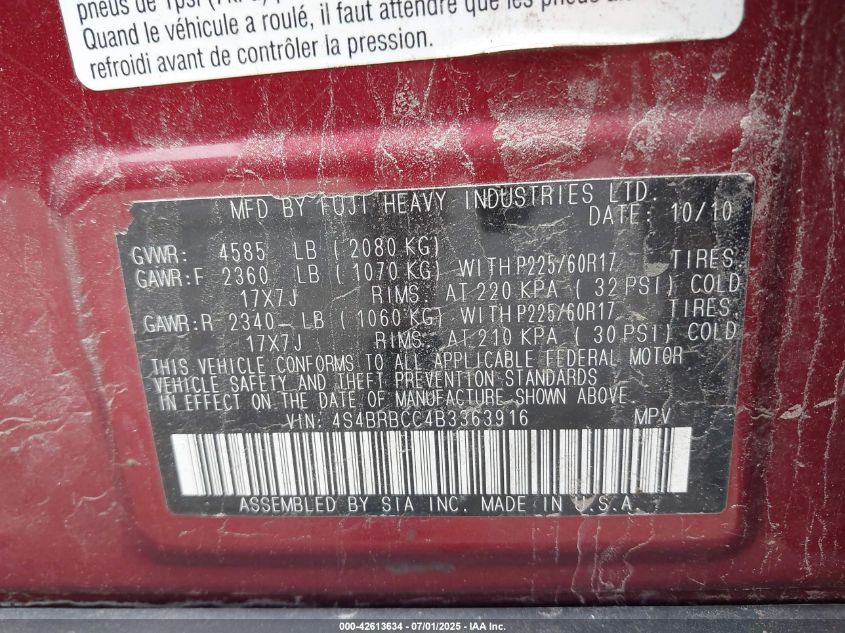 pneus de 1psi
Quand le véhicule a roulé, il faut attendre que les pneus
refroidi avant de contrôler la pression.
MFD BY FUJI HEAVY INDUSTRIES LTD.
DATE: 10/10
GVWR: 4585 LB ( 2080 KG)
GAWR:F 2360 LB ( 1070 KG) WITH P225/60R17 TIRES
17X7J RIMS AT 220 KPA ( 32 PSI) COLD
GAWR:R 2340 LB ( 1060 KG) WITH P225/60R17 TIRES
17X7J RIMS AT 210 KPA ( 30 PSI) COLD
THIS VEHICLE CONFORMS TO ALL APPLICABLE FEDERAL MOTOR
VEHICLE SAFETY AND THEFT PREVENTION STANDARDS
IN EFFECT ON THE DATE OF MANUFACTURE SHOWN ABOVE.
VIN: 4S4BRBCC4B3363916 MPV
ASSEMBLED BY SIA INC. MADE IN U.S.A.
000-42613634 - 07/01/2025 - IAA Inc.